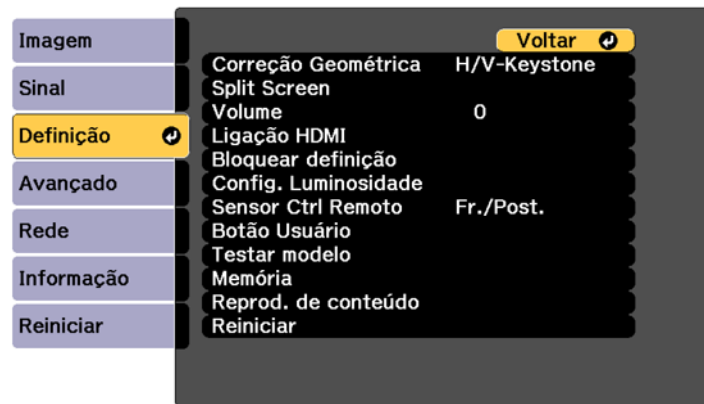 Imagem
Sinal
Definição
Avançado
Rede
Informação
Reiniciar
Voltar
Correção Geométrica H/V-Keystone
Split Screen
Volume 0
Ligação HDMI
Bloquear definição
Config. Luminosidade
Sensor Ctrl Remoto Fr./Post.
Botão Usuário
Testar modelo
Memória
Reprod. de conteúdo
Reiniciar